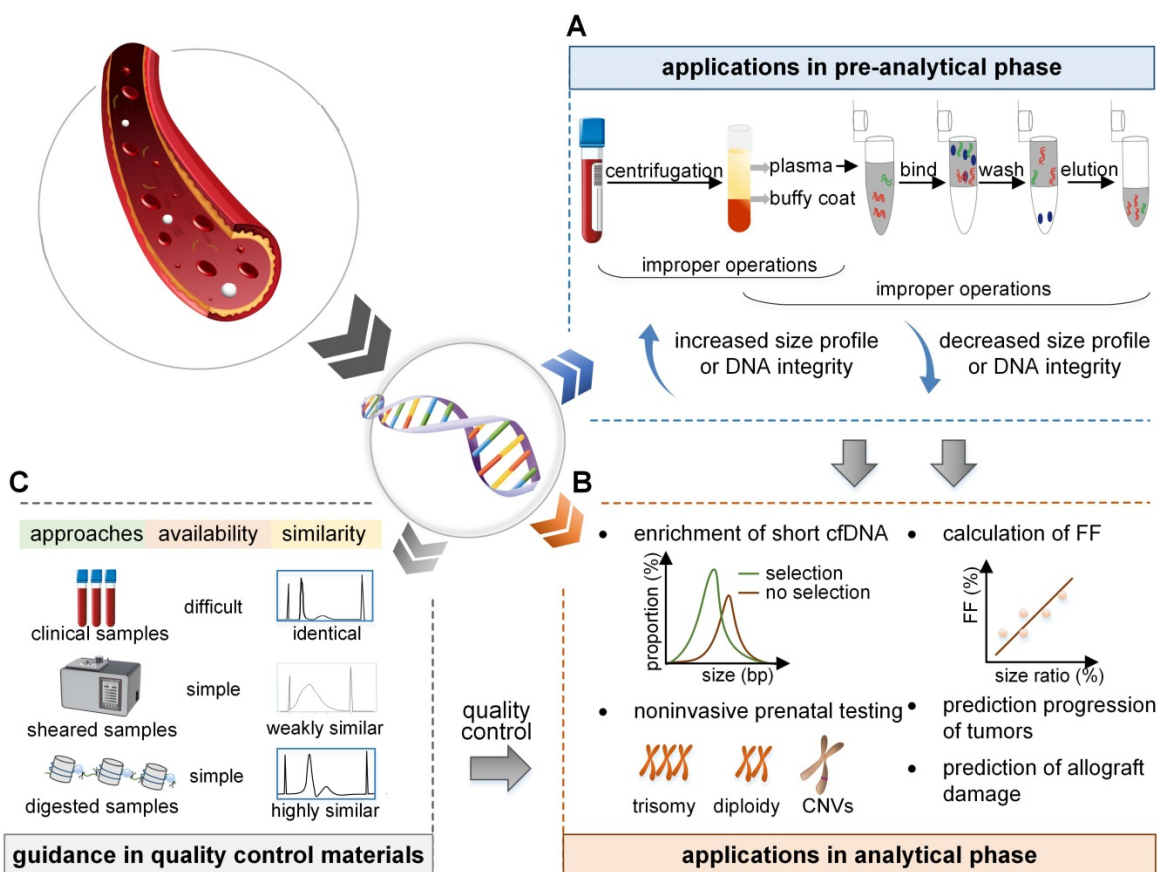 A
applications in pre-analytical phase
centrifugation
plasma
buffy coat
bind
wash
elution
improper operations
improper operations
increased size profile
or DNA integrity
decreased size profile
or DNA integrity
C
approaches
availability
similarity
clinical samples
difficult
identical
sheared samples
simple
weakly similar
digested samples
simple
highly similar
guidance in quality control materials
quality
control
B
• enrichment of short cfDNA
proportion (%)
selection
no selection
size (bp)
• noninvasive prenatal testing
trisomy
diploidy
CNVs
• calculation of FF
FF (%)
size ratio (%)
• prediction progression
of tumors
• prediction of allograft
damage
applications in analytical phase